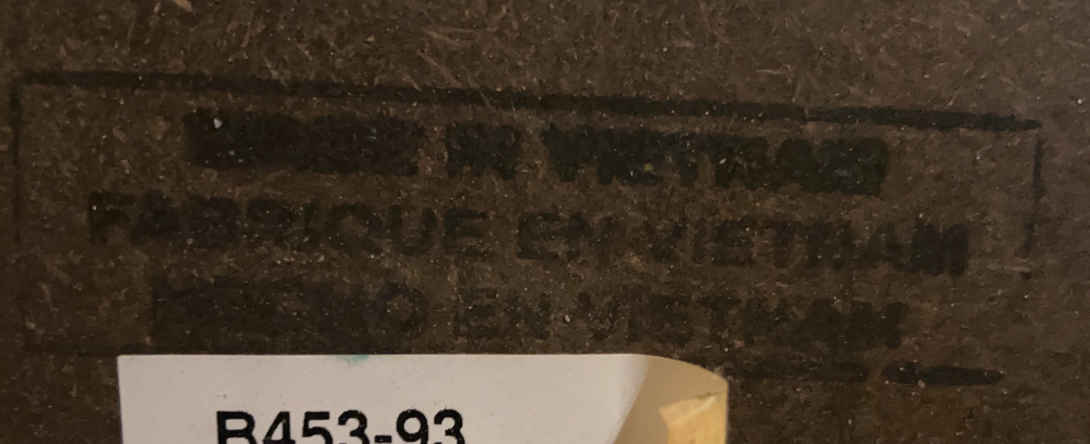 MADE IN VIETNAM
FABRIQUE EN VIETNAM
HECHO EN VIETNAM
B453-93